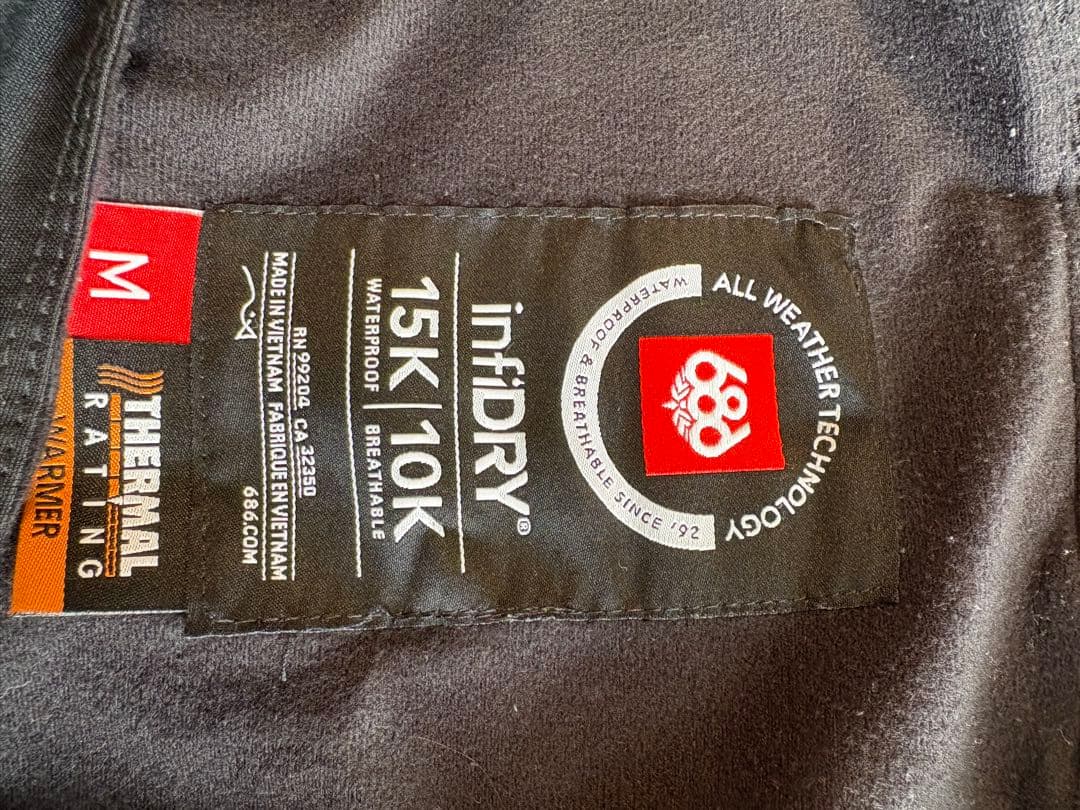 ALL WEATHER TECHNOLOGY
686
WATERPROOF & BREATHABLE SINCE '92
infiDRY®
15K | 10K
WATERPROOF BREATHABLE
RN 99204 CA 32350
MADE IN VIETNAM FABRIQUE EN VIETNAM
686.COM
M
THERMAL
RATING
WARMER